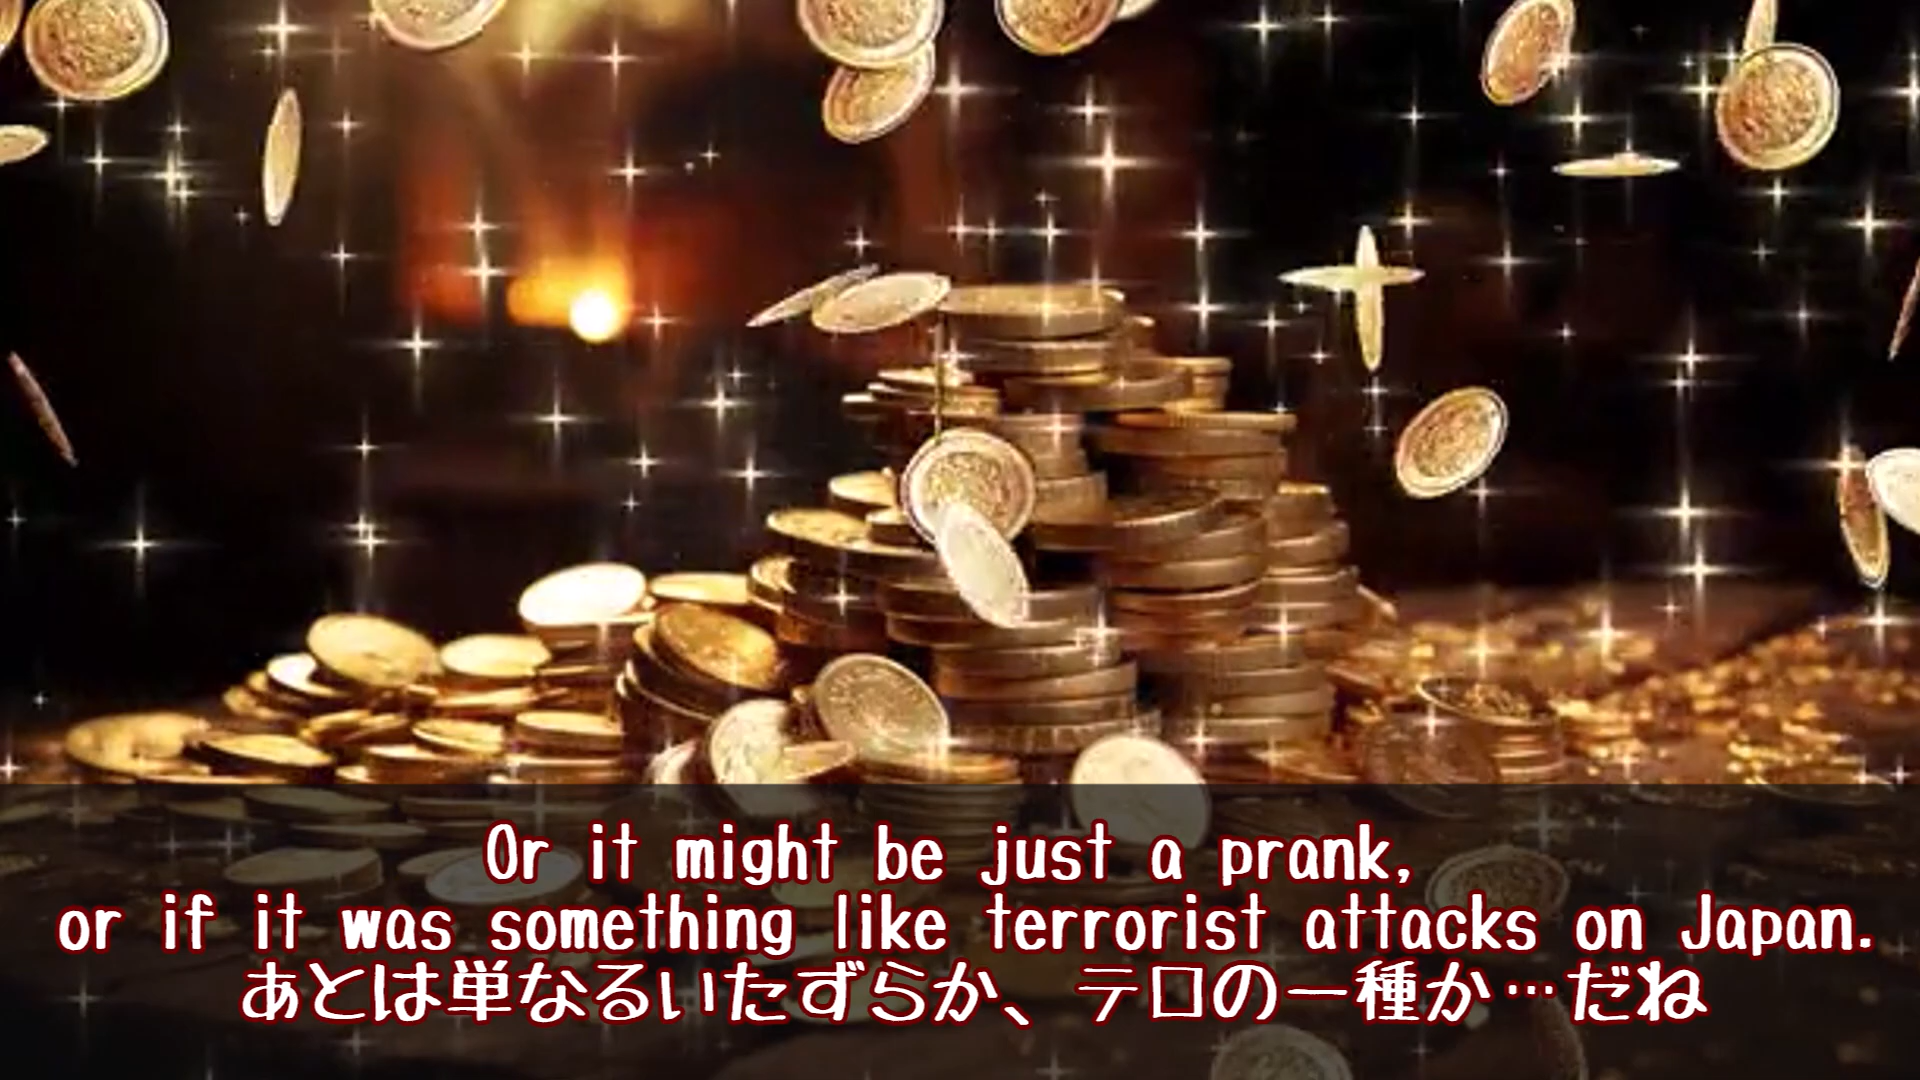 Or it might be just a prank,
or if it was something like terrorist attacks on Japan.
あとは単なるいたずらか、テロの一種か…だね